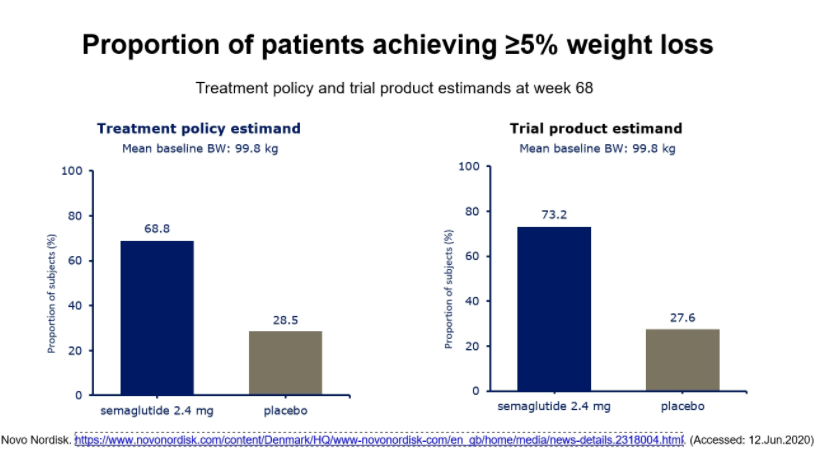 Proportion of patients achieving ≥5% weight loss
Treatment policy and trial product estimands at week 68
Treatment policy estimand
Mean baseline BW: 99.8 kg
Proportion of subjects (%)
100
80
60
40
20
0
68.8
28.5
semaglutide 2.4 mg
placebo
Trial product estimand
Mean baseline BW: 99.8 kg
Proportion of subjects (%)
100
80
60
40
20
0
73.2
27.6
semaglutide 2.4 mg
placebo
Novo Nordisk. https://www.novonordisk.com/content/Denmark/HQ/www-novonordisk-com/en_gb/home/media/news-details.2318004.html. (Accessed: 12.Jun.2020)